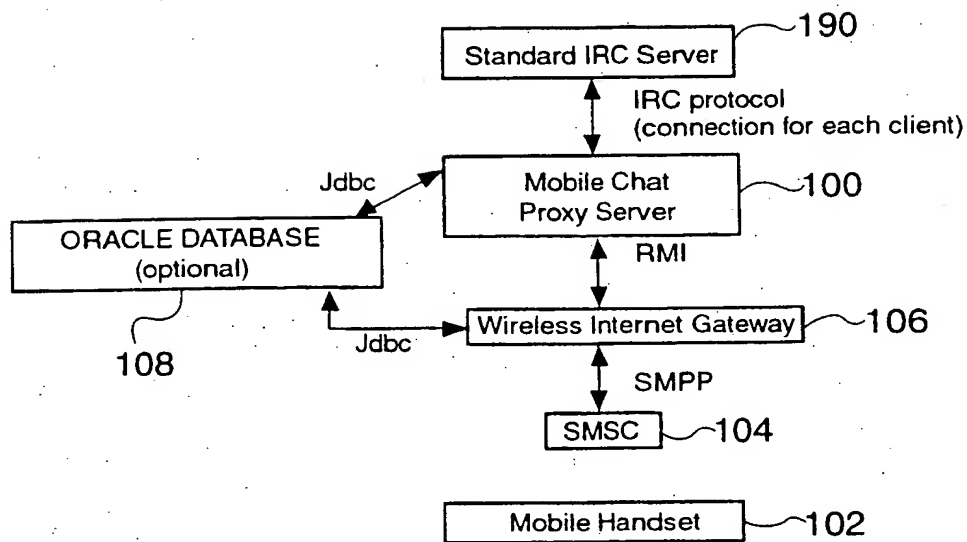 190
Standard IRC Server
IRC protocol
(connection for each client)
Jdbc
Mobile Chat
Proxy Server
100
ORACLE DATABASE
(optional)
RMI
108
Jdbc
Wireless Internet Gateway
106
SMPP
SMSC
104
Mobile Handset
102